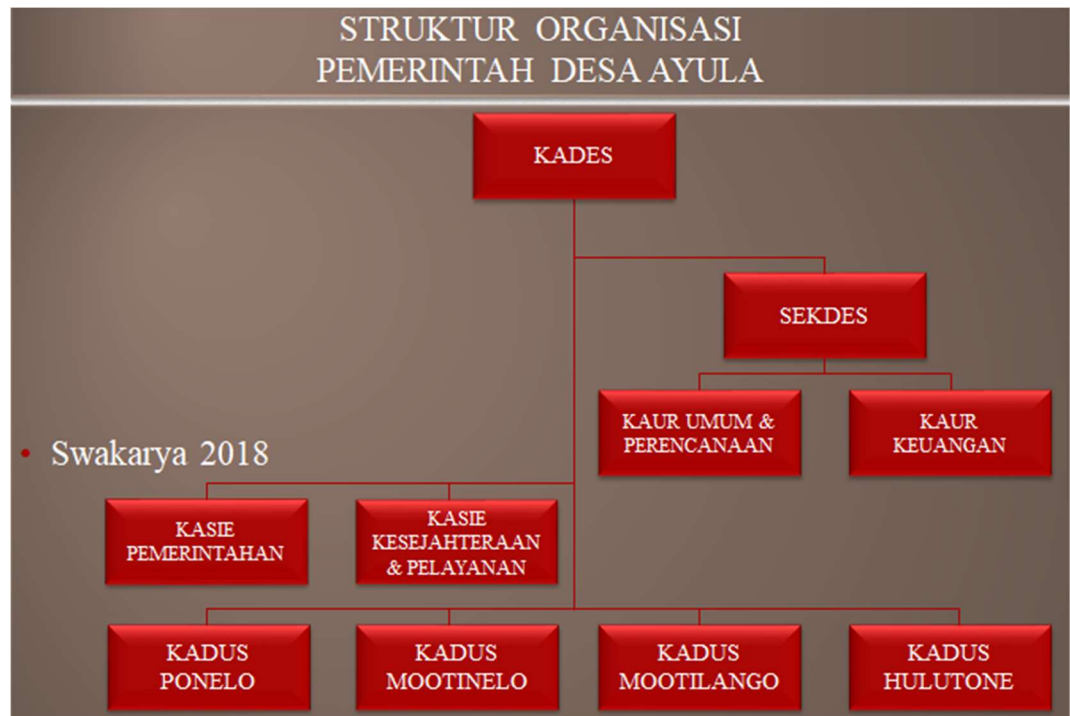 STRUKTUR ORGANISASI
PEMERINTAH DESA AYULA
KADES
SEKDES
KAUR UMUM &
PERENCANAAN
KAUR
KEUANGAN
• Swakarya 2018
KASIE
PEMERINTAHAN
KASIE
KESEJAHTERAAN
& PELAYANAN
KADUS
PONELO
KADUS
MOOTINELO
KADUS
MOOTILANGO
KADUS
HULUTONE